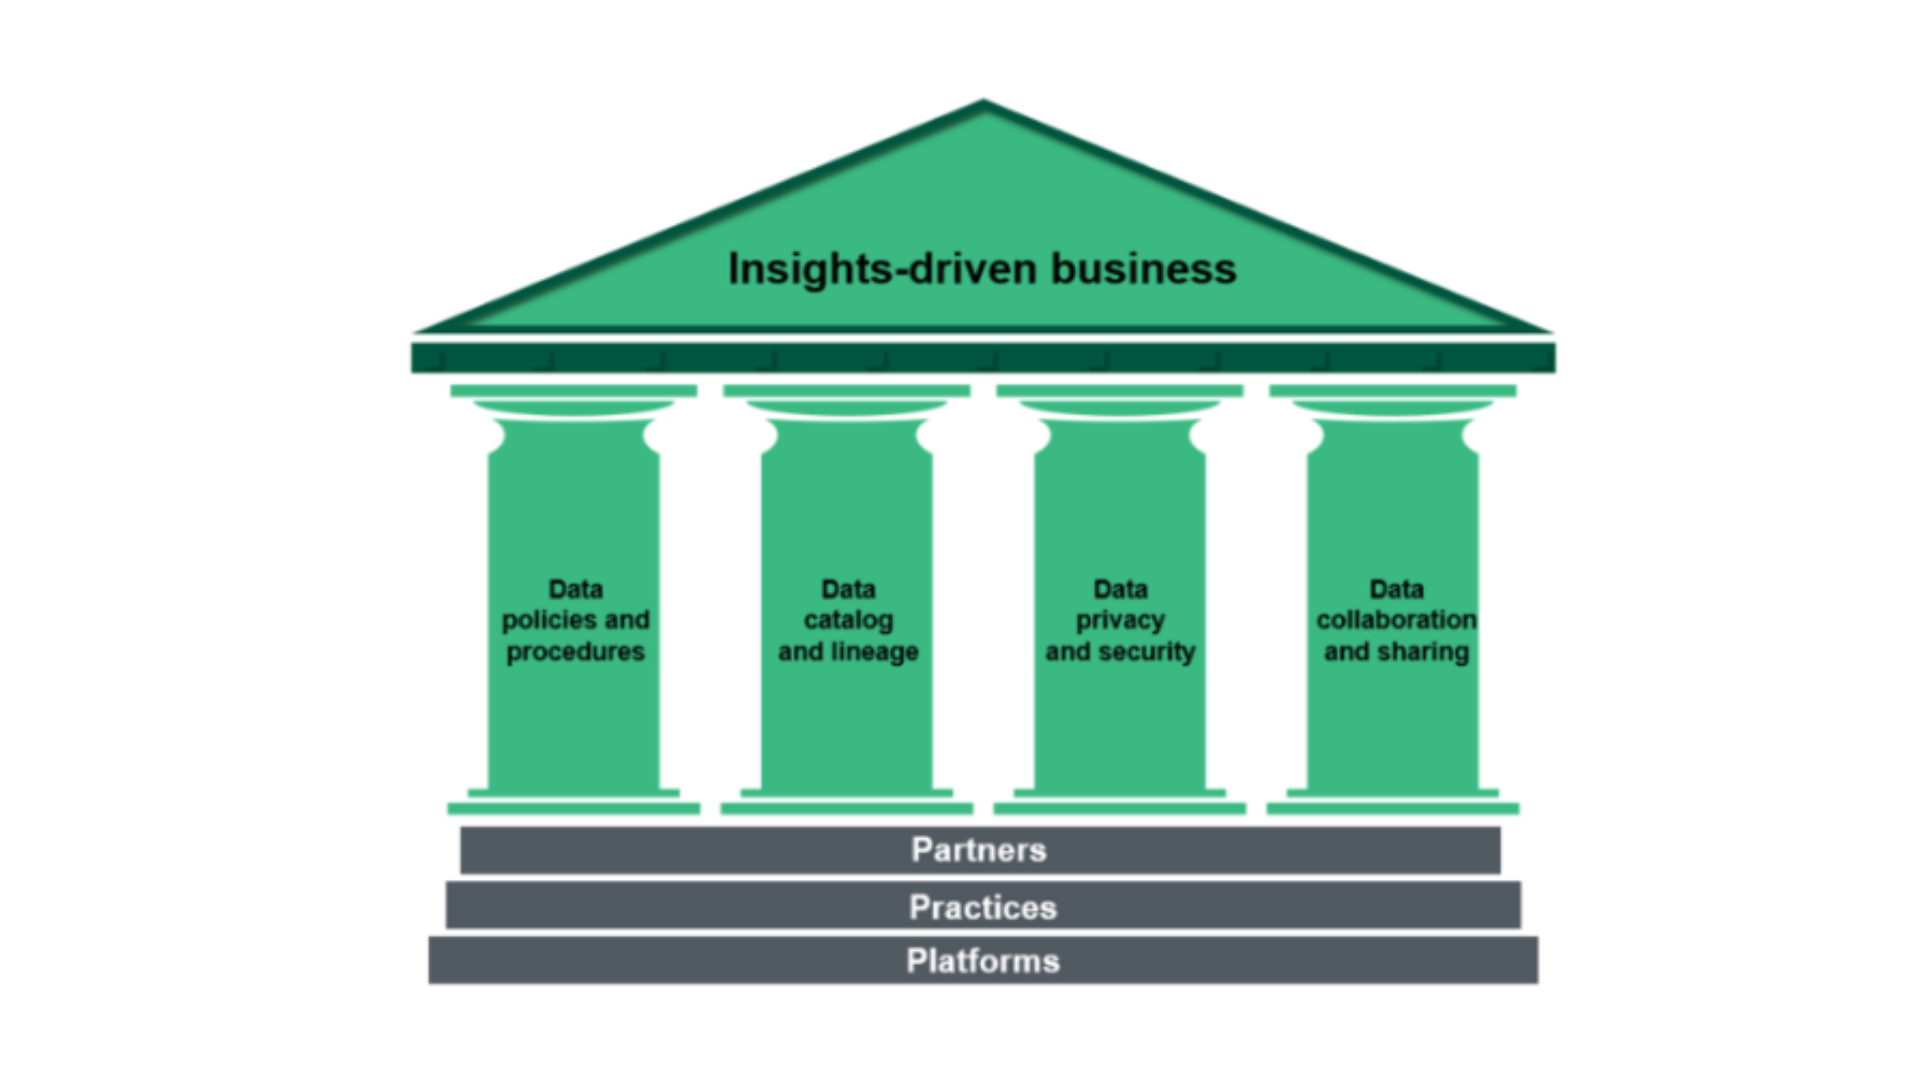 Insights-driven business
Data
policies and
procedures
Data
catalog
and lineage
Data
privacy
and security
Data
collaboration
and sharing
Partners
Practices
Platforms